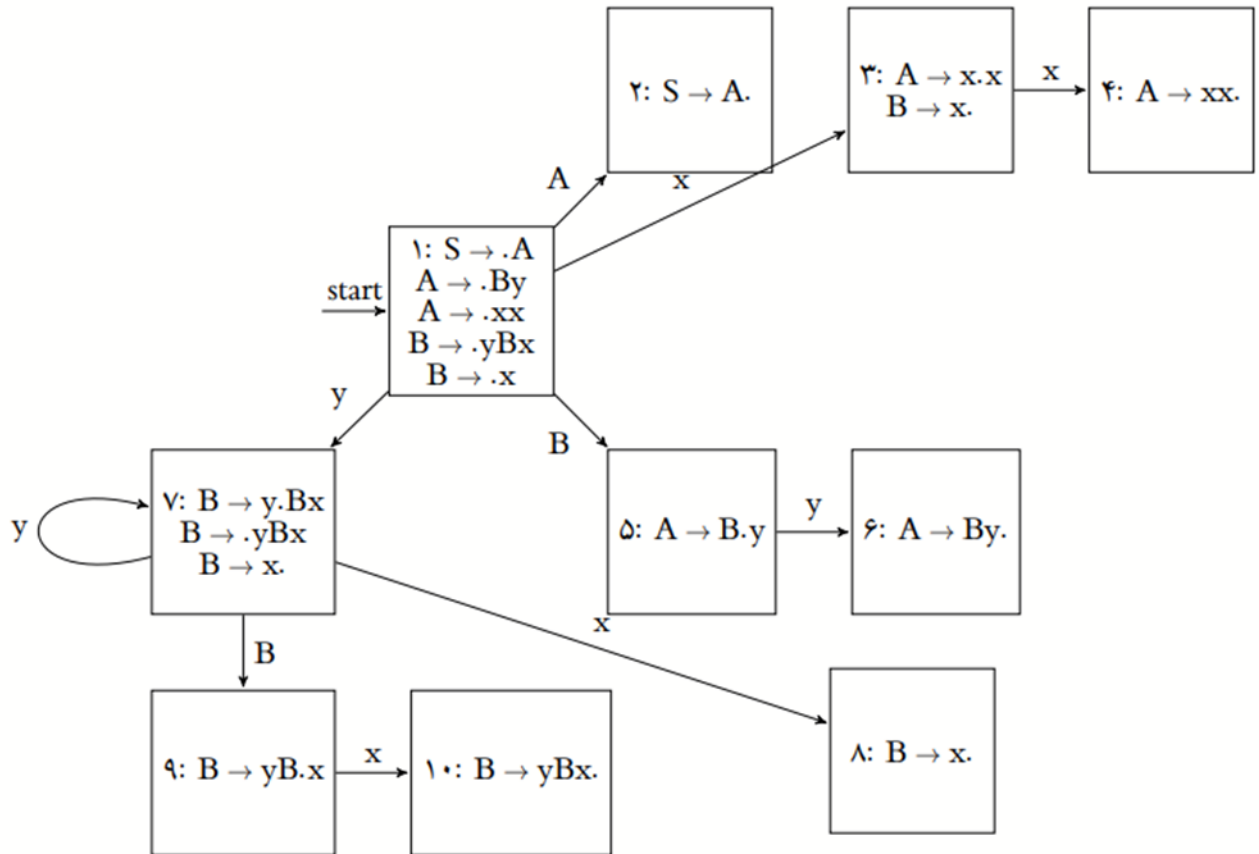 ۲: S → A.
۳: A → x.x
B → x.
x
۴: A → xx.
A
x
۱: S → .A
A → .By
A → .xx
B → .yBx
B → .x
start
y
B
y
۷: B → y.Bx
B → .yBx
B → x.
۵: A → B.y
y
۶: A → By.
x
B
۹: B → yB.x
x
۱۰: B → yBx.
۸: B → x.